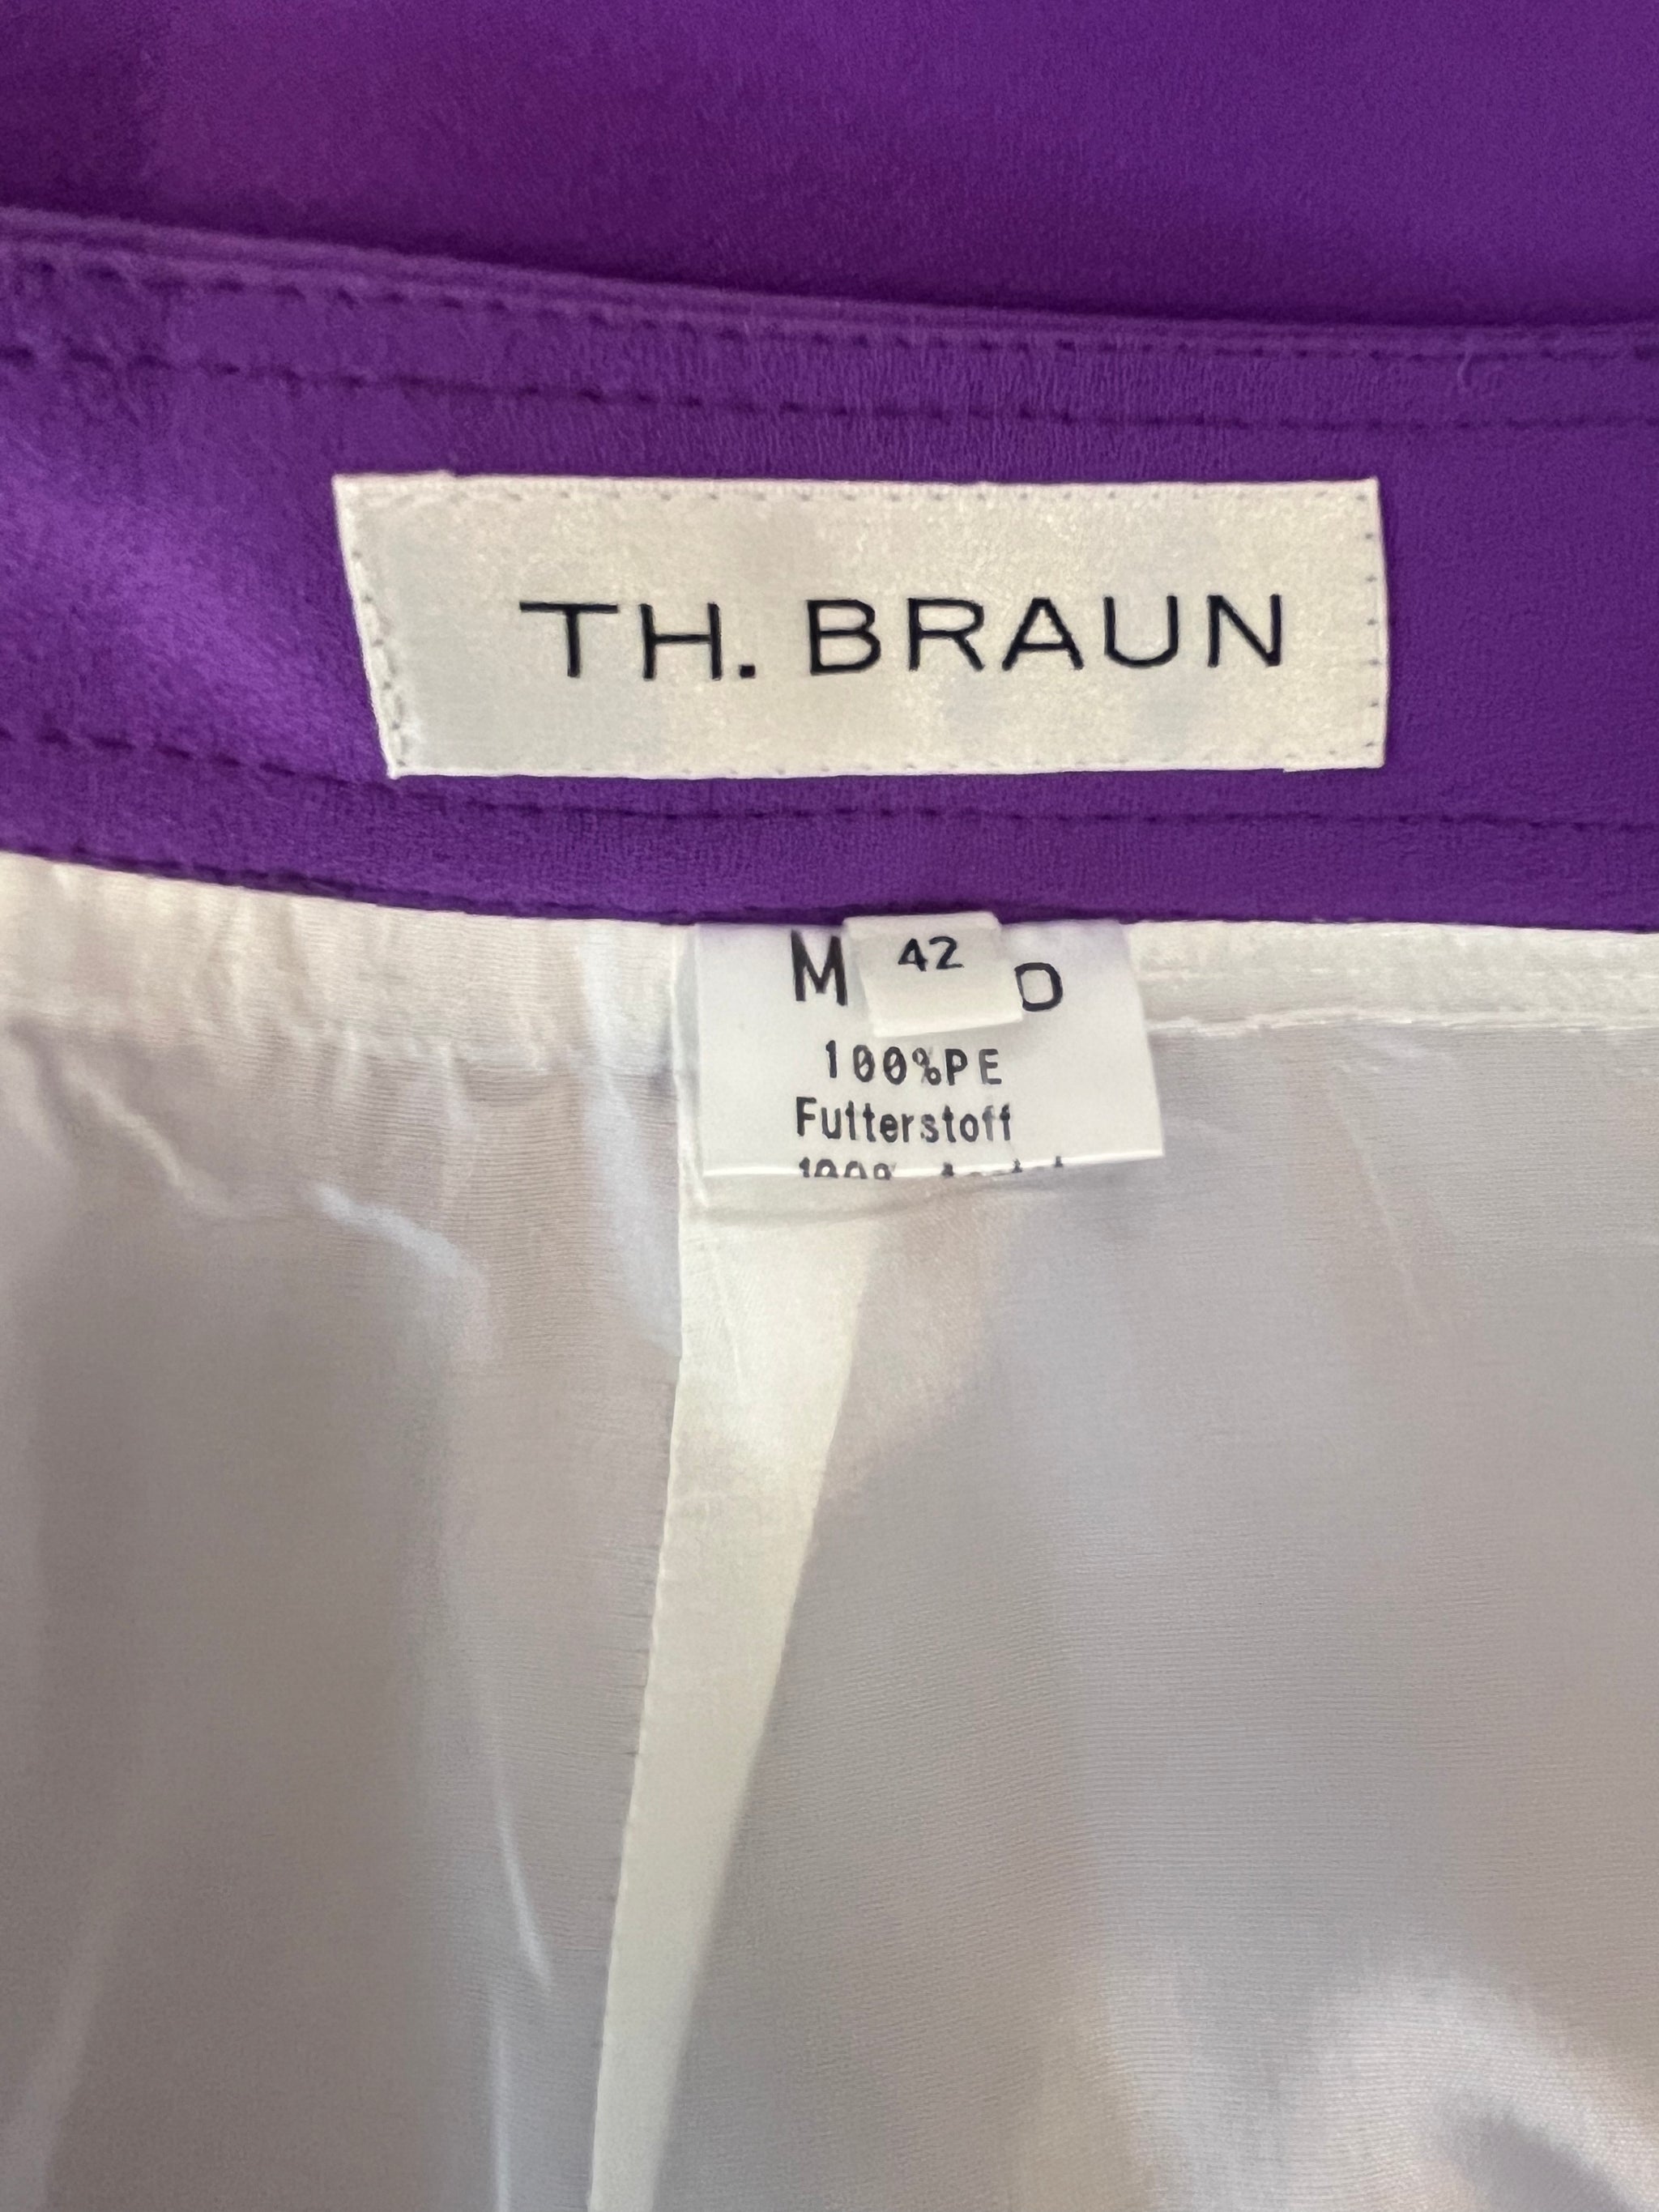 TH. BRAUN
42
100%PE
Futterstoff